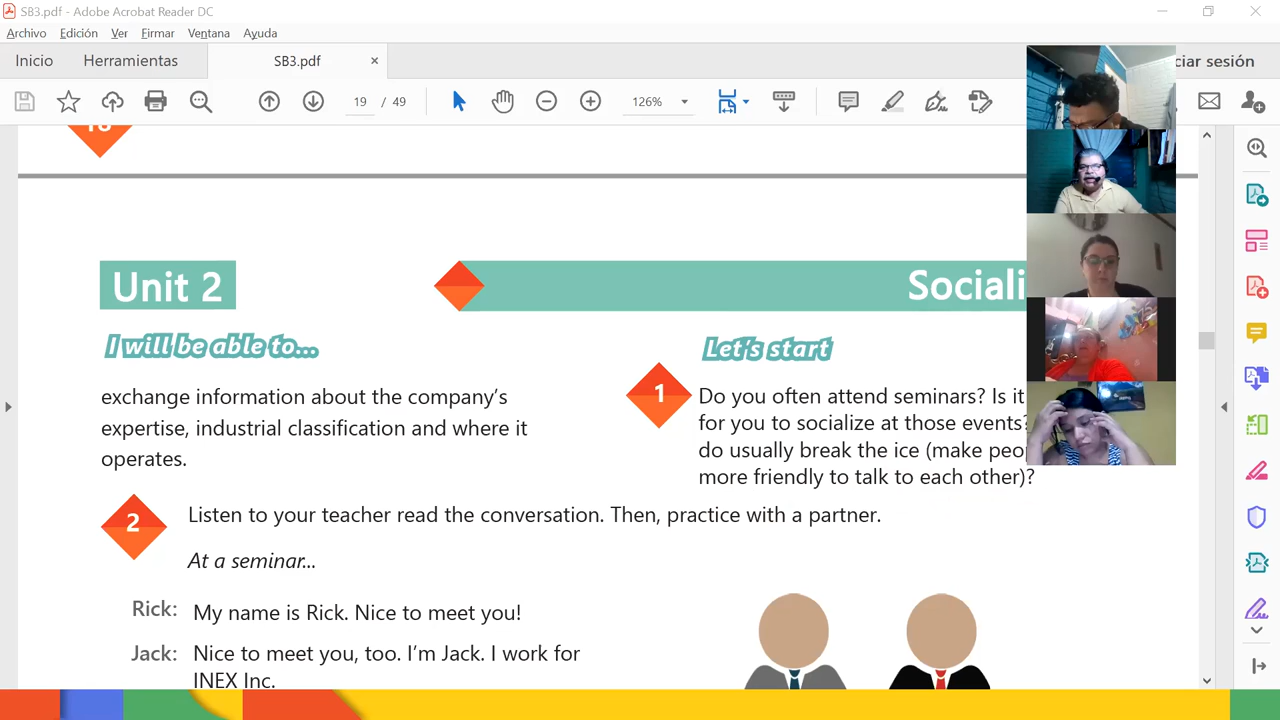 SB3.pdf - Adobe Acrobat Reader DC
Archivo Edición Ver Firmar Ventana Ayuda
Inicio Herramientas SB3.pdf × ciar sesión
19 / 49 126%
18
Unit 2 Sociali
I will be able to...
exchange information about the company's
expertise, industrial classification and where it
operates.
Let's start
1 Do you often attend seminars? Is it
for you to socialize at those events?
do usually break the ice (make peo
more friendly to talk to each other)?
2 Listen to your teacher read the conversation. Then, practice with a partner.
At a seminar...
Rick: My name is Rick. Nice to meet you!
Jack: Nice to meet you, too. I'm Jack. I work for
INEX Inc.